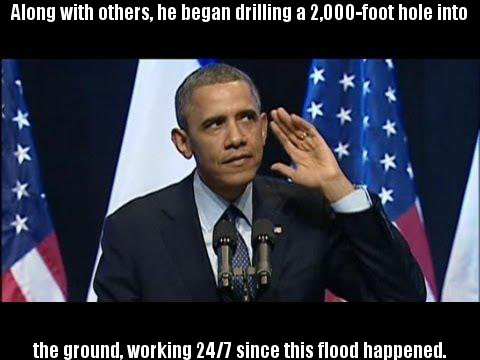 Along with others, he began drilling a 2,000-foot hole into
the ground, working 24/7 since this flood happened.